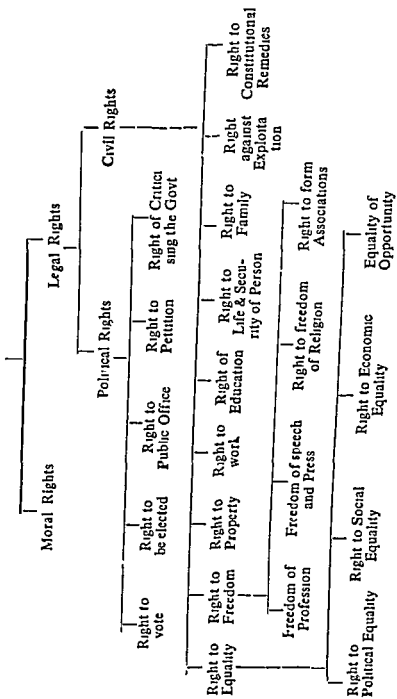 Moral Rights
Legal Rights
Political Rights
Civil Rights
Right to
vote
Right to
be elected
Right to
Public Office
Right to
Pettition
Right of Critici
sing the Govt
Right to
Equality
Right to
Freedom
Right to
Property
Right to
work
Right of
Education
Right to
Life & Secu-
rity of Person
Right to
Family
Right
against
Exploita
tion
Right to
Constitutional
Remedies
Freedom of
Profession
Freedom of speech
and Press
Right to freedom
of Religion
Right to form
Associations
Right to
Political Equality
Right to Social
Equality
Right to Economic
Equality
Equality of
Opportunity